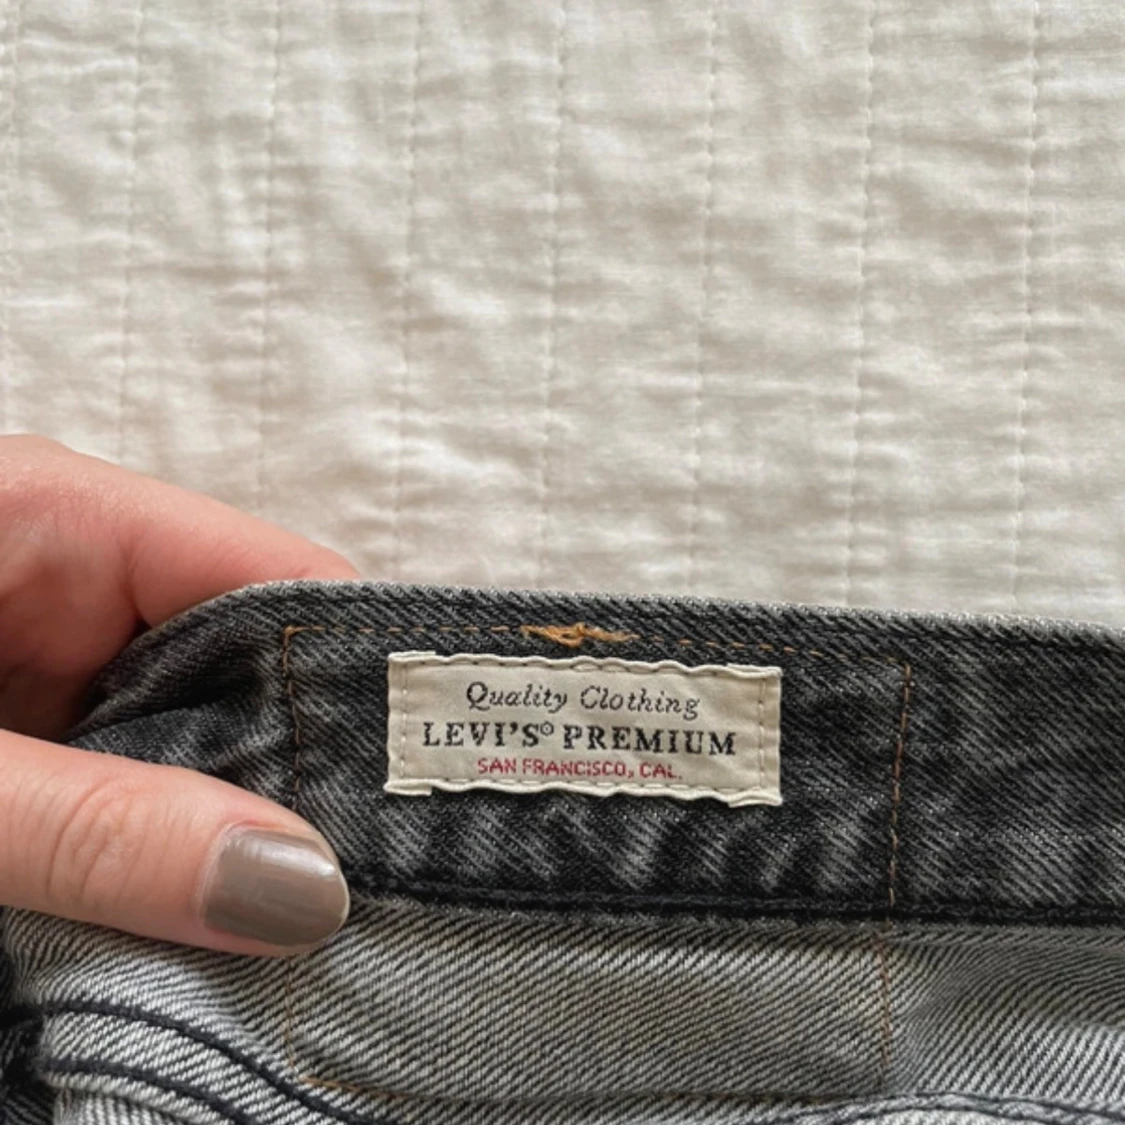 Quality Clothing
LEVI'S® PREMIUM
SAN FRANCISCO, CAL.